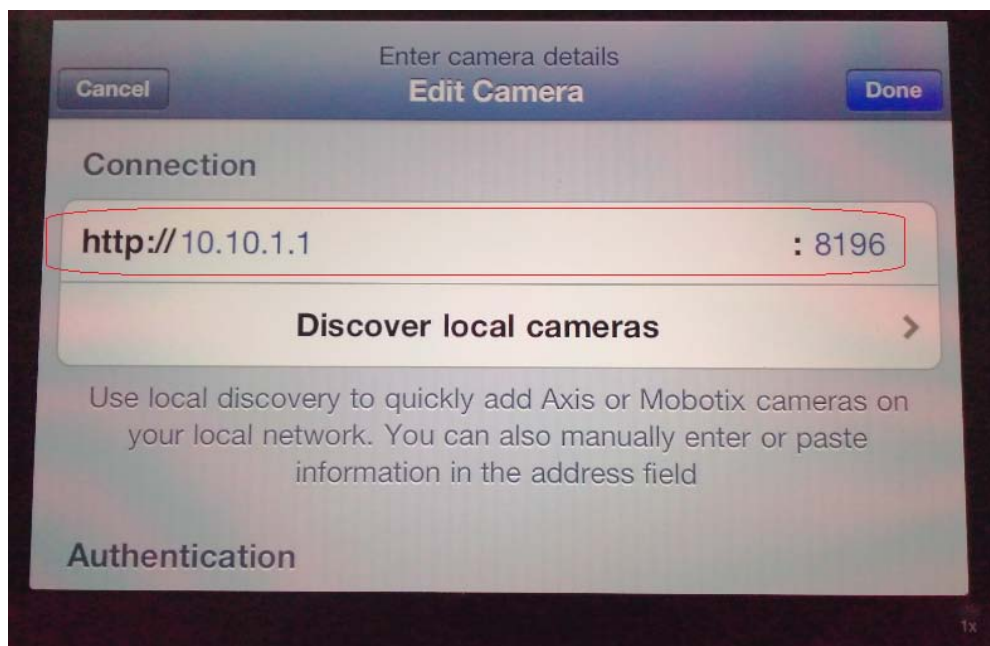 Enter camera details
Cancel Edit Camera Done
Connection
http:// 10.10.1.1 : 8196
Discover local cameras >
Use local discovery to quickly add Axis or Mobotix cameras on
your local network. You can also manually enter or paste
information in the address field
Authentication
1x